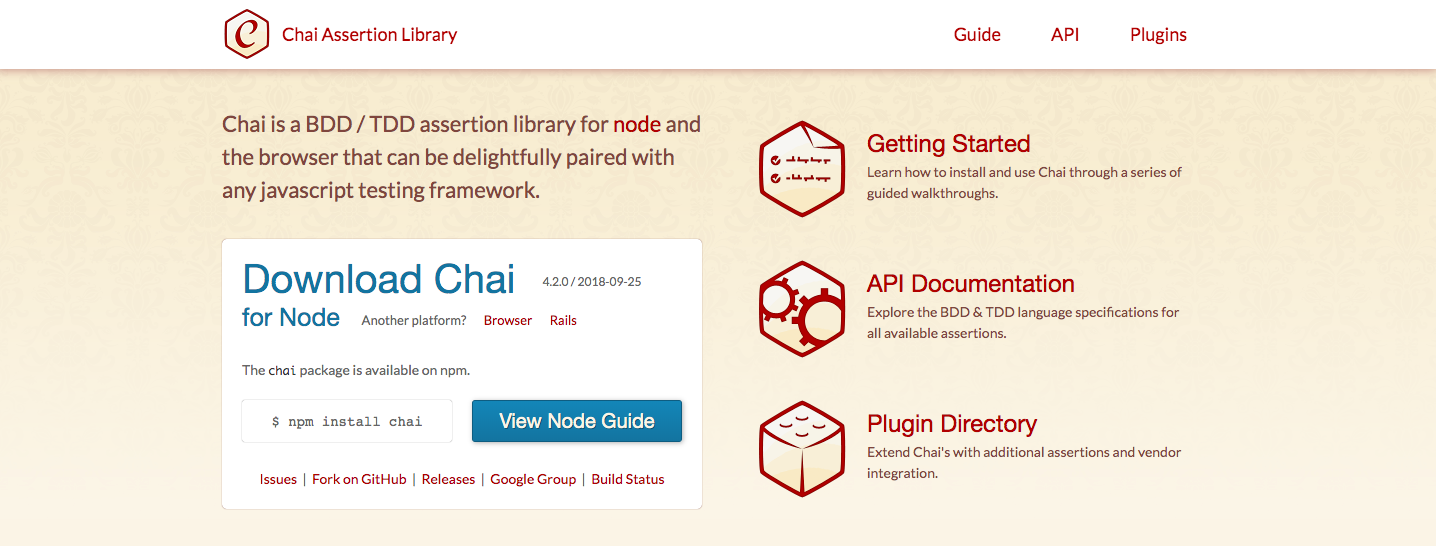 Chai Assertion Library
Guide
API
Plugins
Chai is a BDD / TDD assertion library for node and
the browser that can be delightfully paired with
any javascript testing framework.
Download Chai 4.2.0 / 2018-09-25
for Node Another platform? Browser Rails
The chai package is available on npm.
$ npm install chai
View Node Guide
Issues | Fork on GitHub | Releases | Google Group | Build Status
Getting Started
Learn how to install and use Chai through a series of
guided walkthroughs.
API Documentation
Explore the BDD & TDD language specifications for
all available assertions.
Plugin Directory
Extend Chai's with additional assertions and vendor
integration.